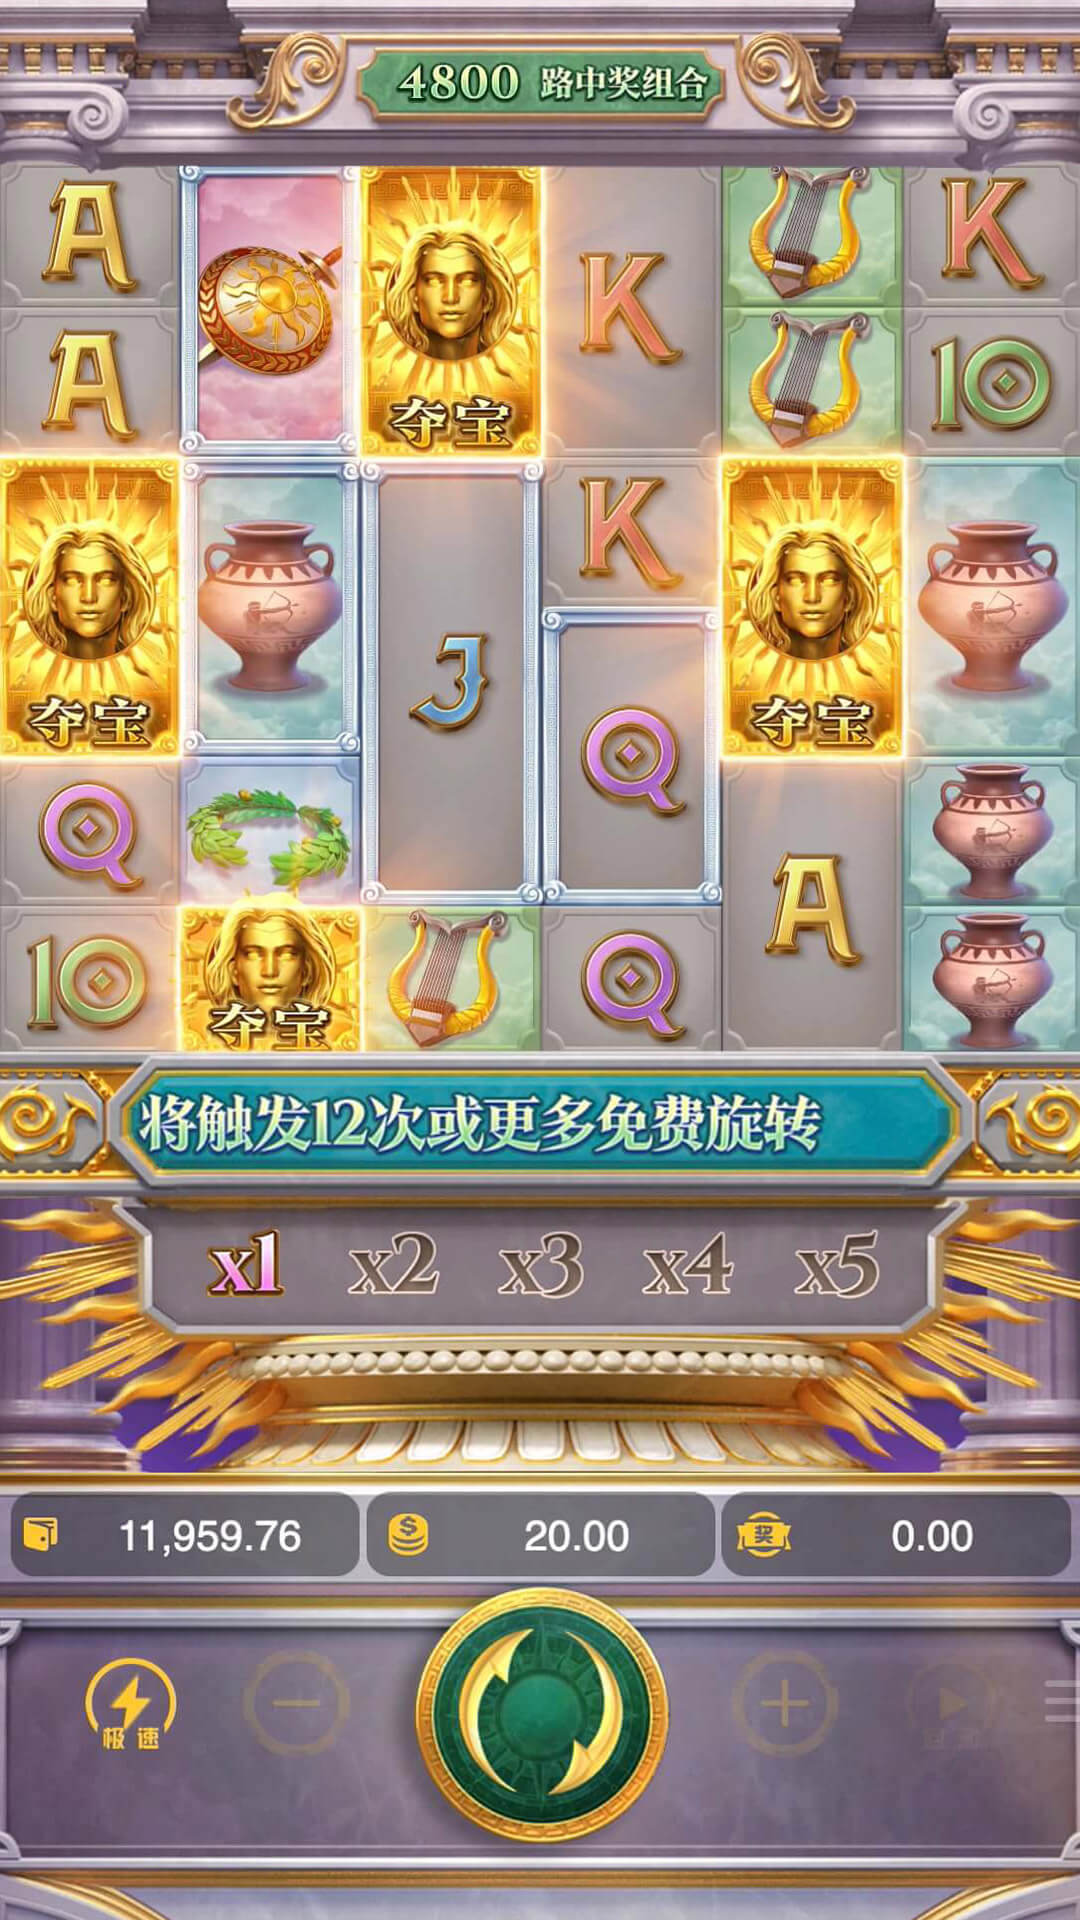 4800 路中奖组合
A K
K
A 10
夺宝
K
J
夺宝 夺宝
Q
Q
A
10 夺宝 Q
将触发12次或更多免费旋转
x1 x2 x3 x4 x5
11,959.76 20.00 奖 0.00
极速